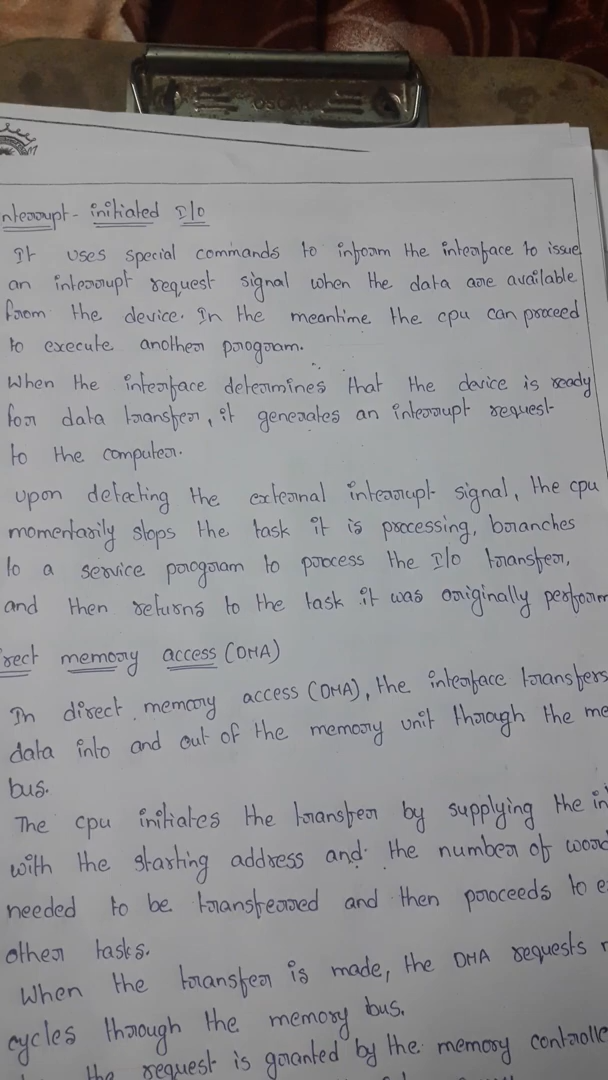 OSCAR
nterrupt - initiated I/O
It uses special commands to inform the interface to issue
an interrupt request signal when the data are available
from the device. In the meantime the cpu can proceed
to execute another program.
When the interface determines that the device is ready
for data transfer, it generates an interrupt request
to the computer.
upon detecting the external interrupt signal, the cpu
momentarily stops the task it is processing, branches
to a service program to process the I/o transfer,
and then returns to the task it was originally perform
rect memory access (DMA)
In direct memory access (DMA), the interface transfers
data into and out of the memory unit through the me
bus.
The cpu initiates the transfer by supplying the in
with the starting address and the number of word
needed to be transferred and then proceeds to e
other tasks.
When the transfer is made, the DMA requests
cycles through the memory bus.
the request is granted by the memory controlle